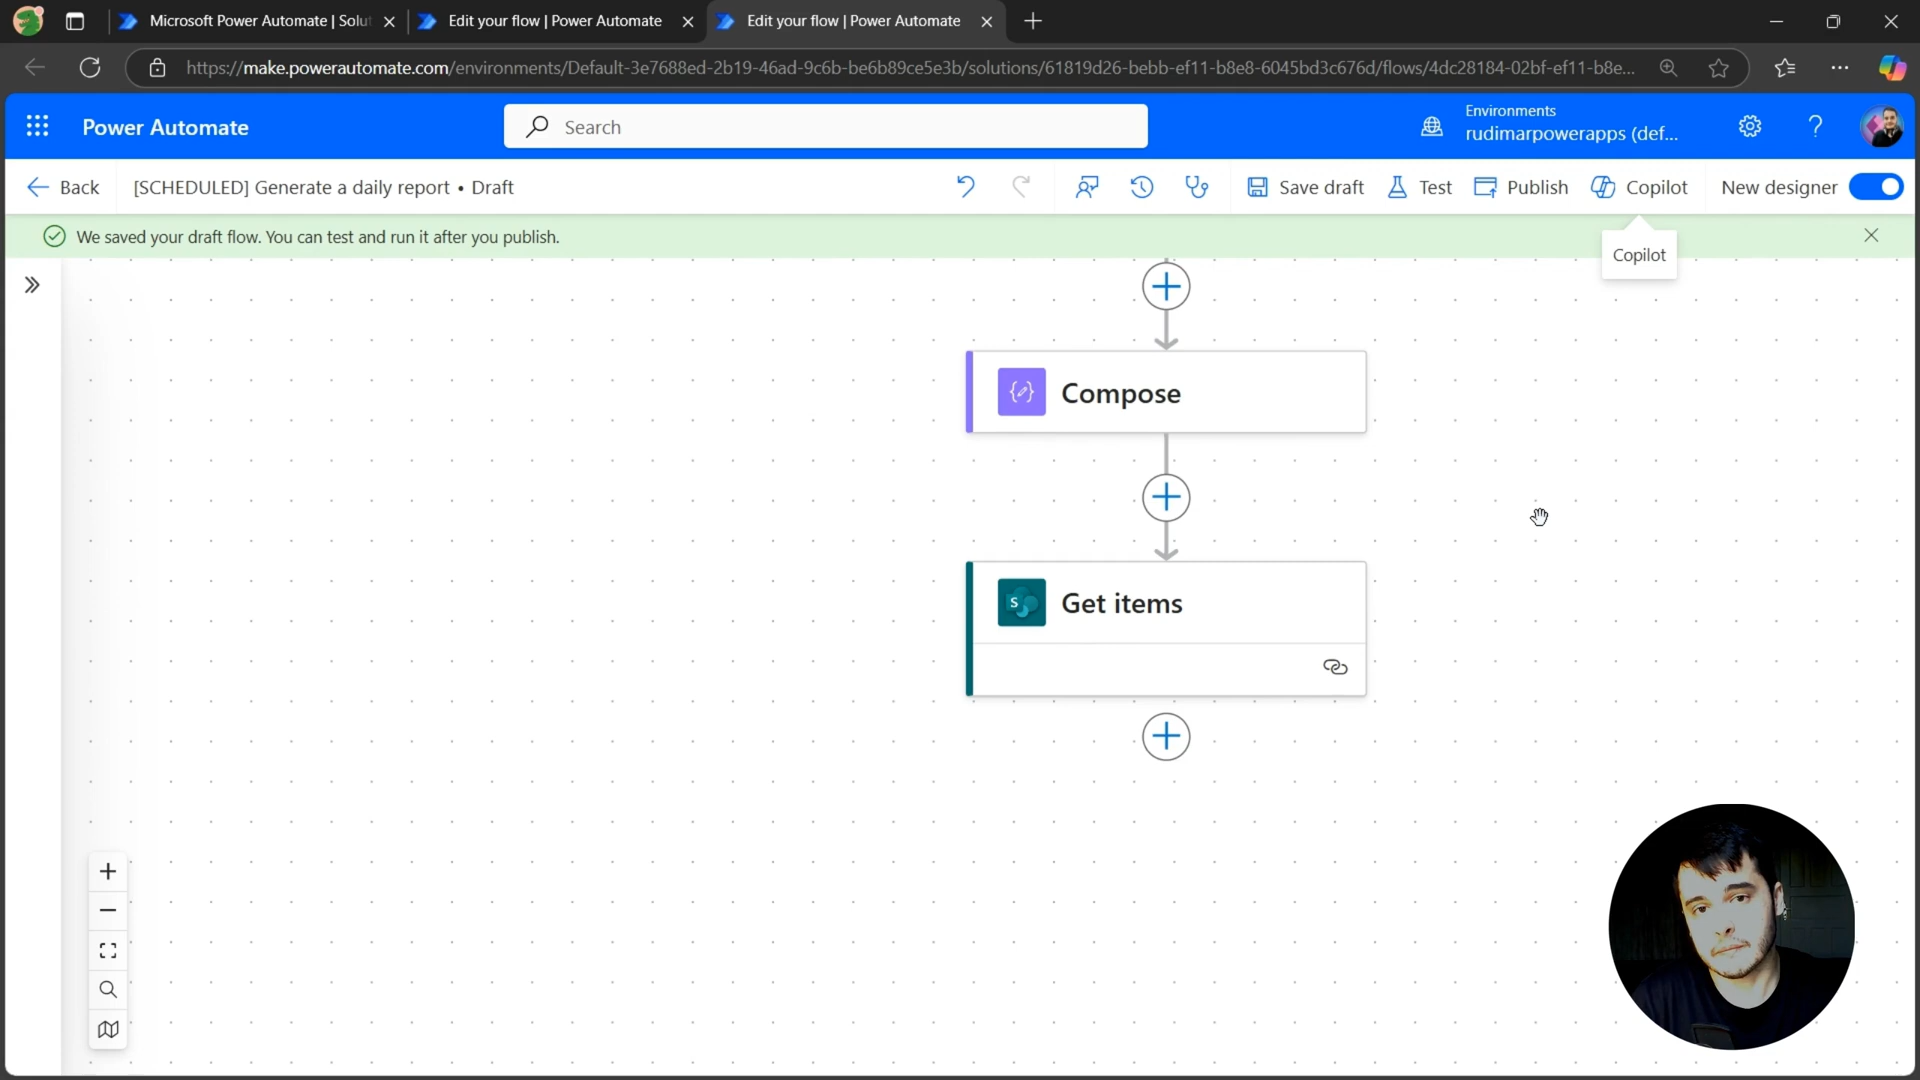 Microsoft Power Automate | Solut
Edit your flow | Power Automate
Edit your flow | Power Automate
https://make.powerautomate.com/environments/Default-3e7688ed-2b19-46ad-9c6b-be6b89ce5e3b/solutions/61819d26-bebb-ef11-b8e8-6045bd3c676d/flows/4dc28184-02bf-ef11-b8e...
Power Automate
Search
Environments
rudimarpowerapps (def...
Back
[SCHEDULED] Generate a daily report • Draft
Save draft
Test
Publish
Copilot
New designer
We saved your draft flow. You can test and run it after you publish.
Copilot
Compose
Get items